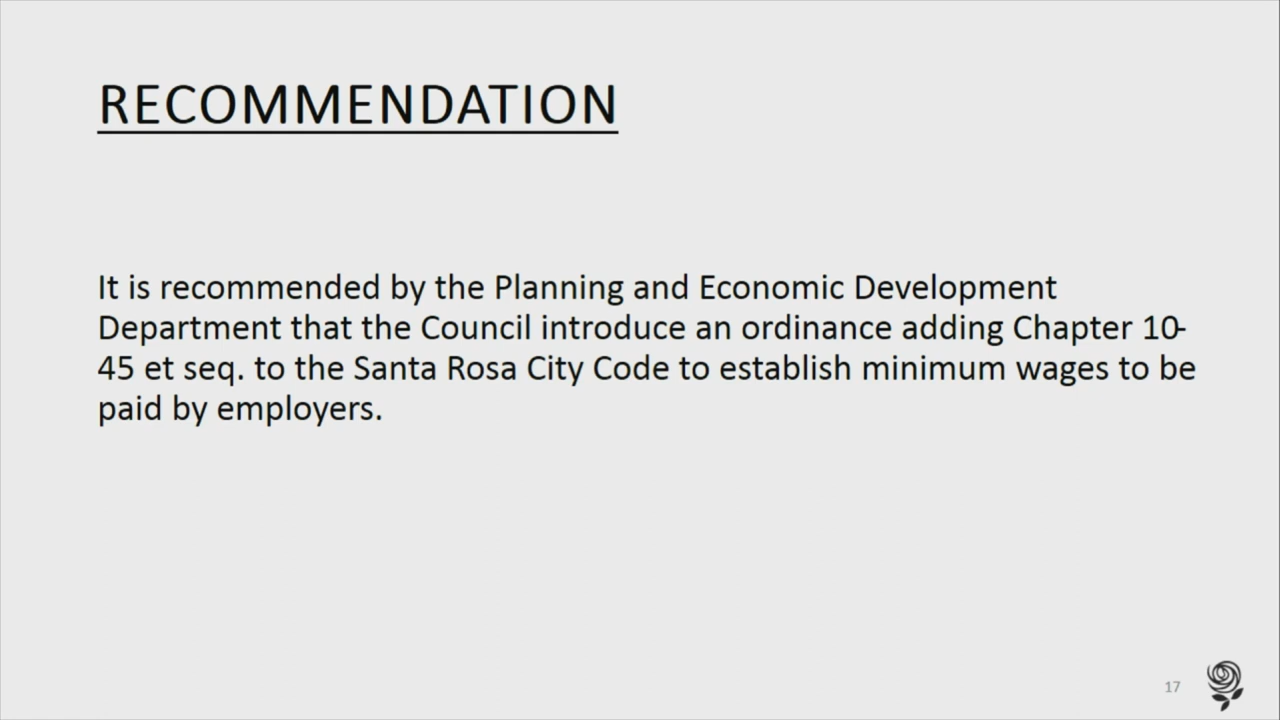 RECOMMENDATION
It is recommended by the Planning and Economic Development
Department that the Council introduce an ordinance adding Chapter 10-
45 et seq. to the Santa Rosa City Code to establish minimum wages to be
paid by employers.
17